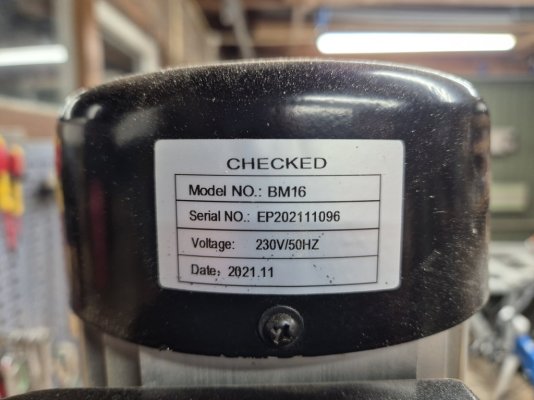 CHECKED
Model NO.: BM16
Serial NO.: EP202111096
Voltage: 230V/50HZ
Date: 2021.11